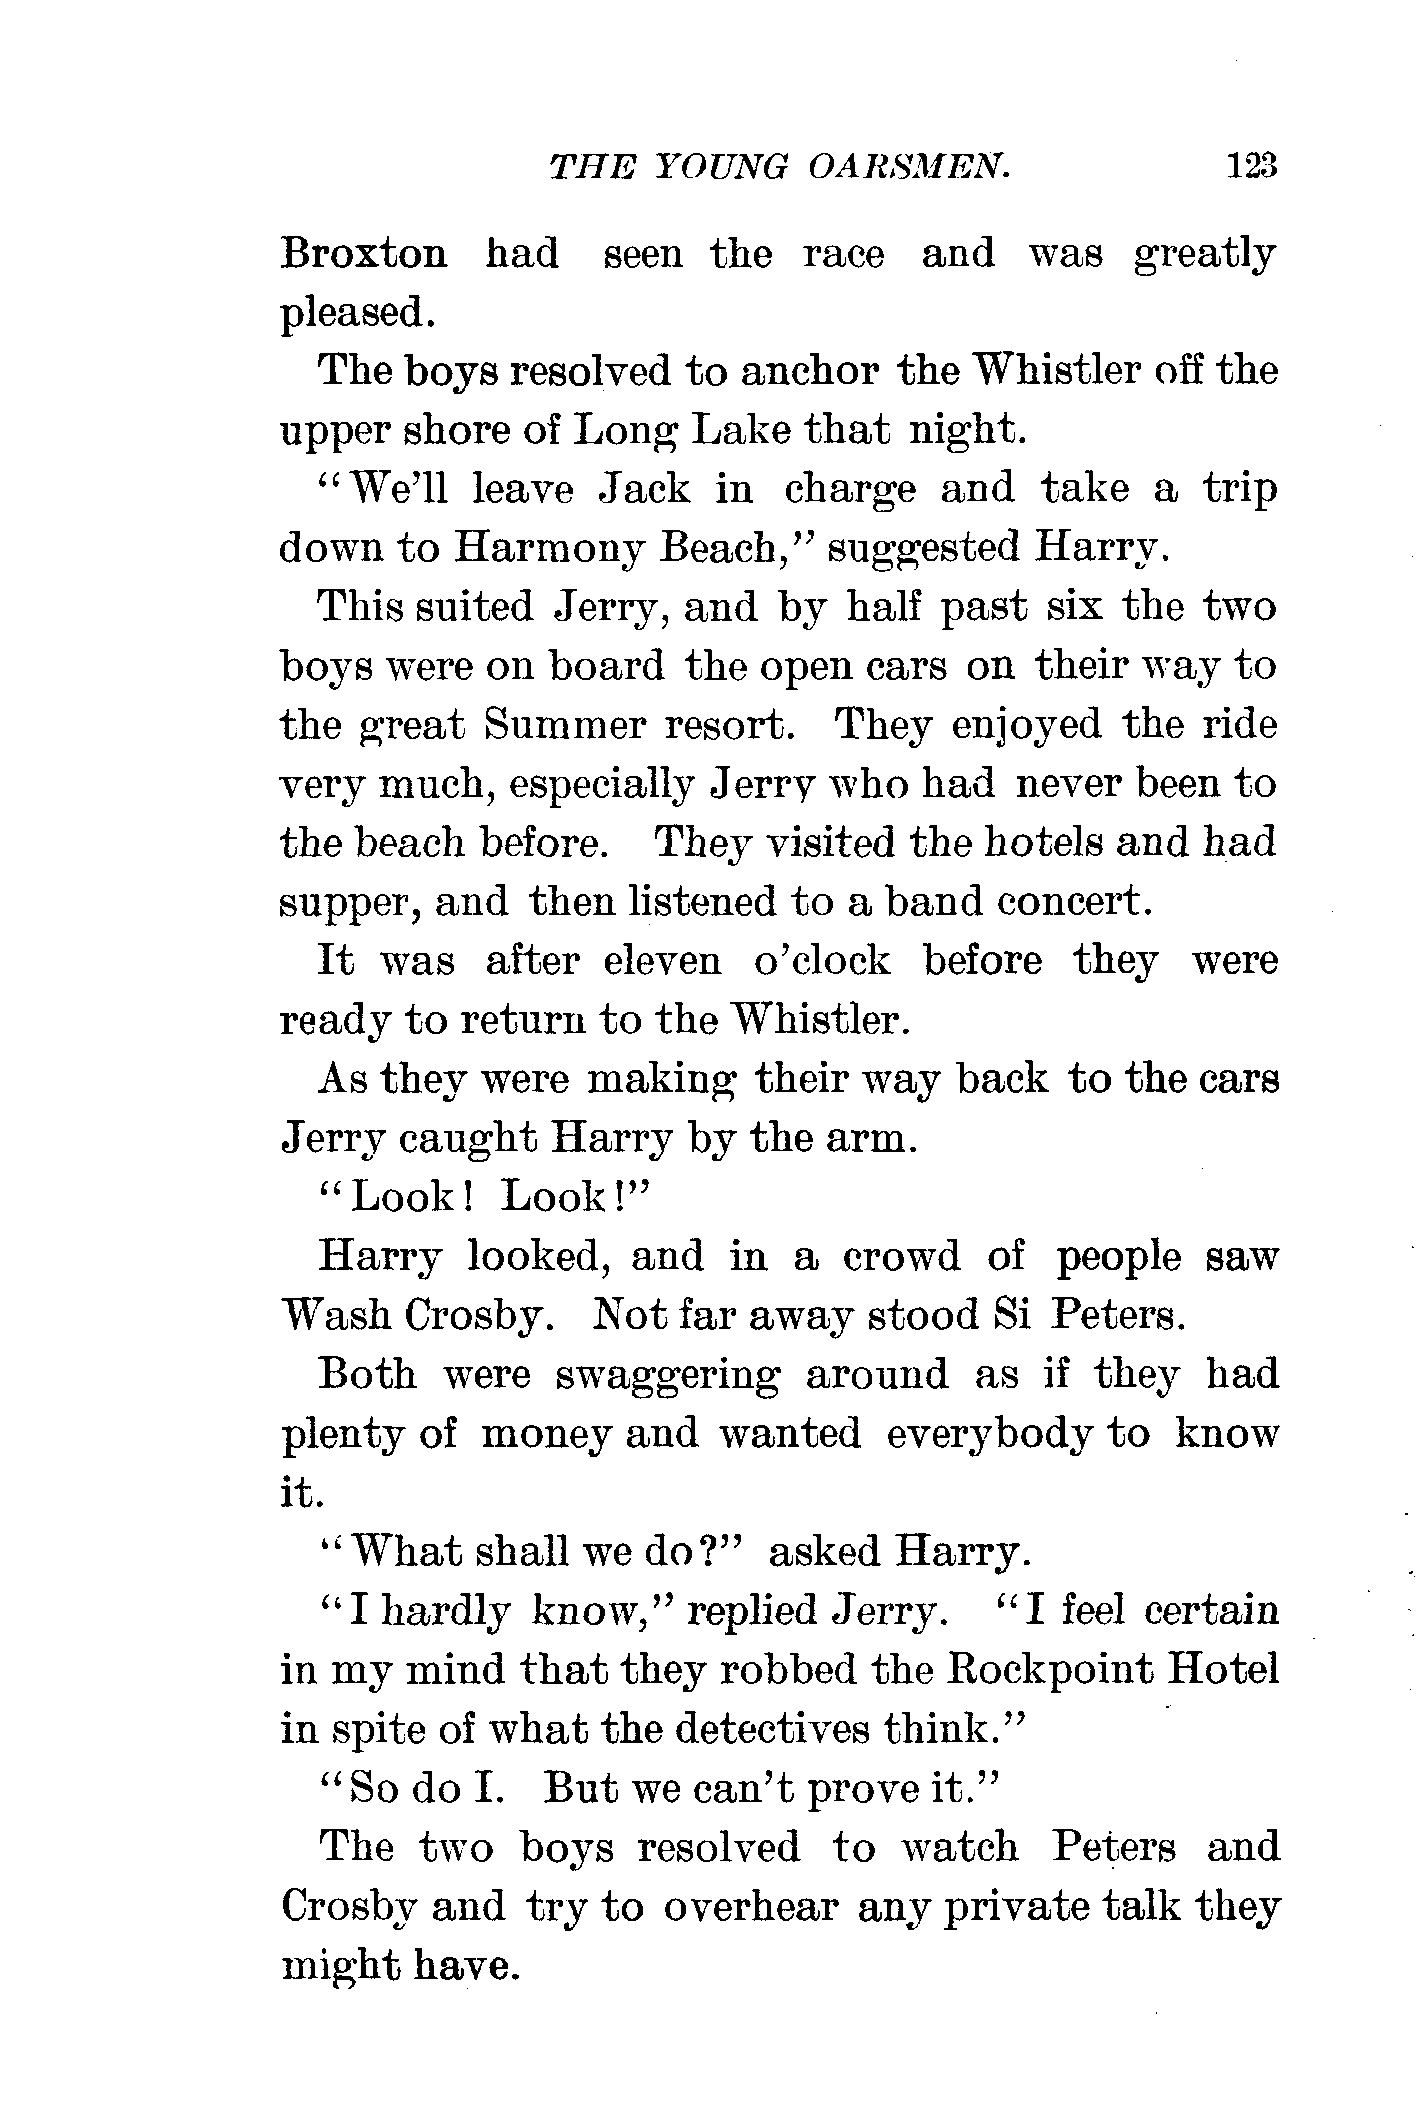 THE YOUNG OARSMEN. 123
Broxton had seen the race and was greatly
pleased.
The boys resolved to anchor the Whistler off the
upper shore of Long Lake that night.
“We’ll leave Jack in charge and take a trip
down to Harmony Beach,” suggested Harry.
This suited Jerry, and by half past six the two
boys were on board the open cars on their way to
the great Summer resort. They enjoyed the ride
very much, especially Jerry who had never been to
the beach before. They visited the hotels and had
supper, and then listened to a band concert.
It was after eleven o’clock before they were
ready to return to the Whistler.
As they were making their way back to the cars
Jerry caught Harry by the arm.
“Look! Look!”
Harry looked, and in a crowd of people saw
Wash Crosby. Not far away stood Si Peters.
Both were swaggering around as if they had
plenty of money and wanted everybody to know
it.
“What shall we do?” asked Harry.
“I hardly know,” replied Jerry. “I feel certain
in my mind that they robbed the Rockpoint Hotel
in spite of what the detectives think.”
“So do I. But we can’t prove it.”
The two boys resolved to watch Peters and
Crosby and try to overhear any private talk they
might have.